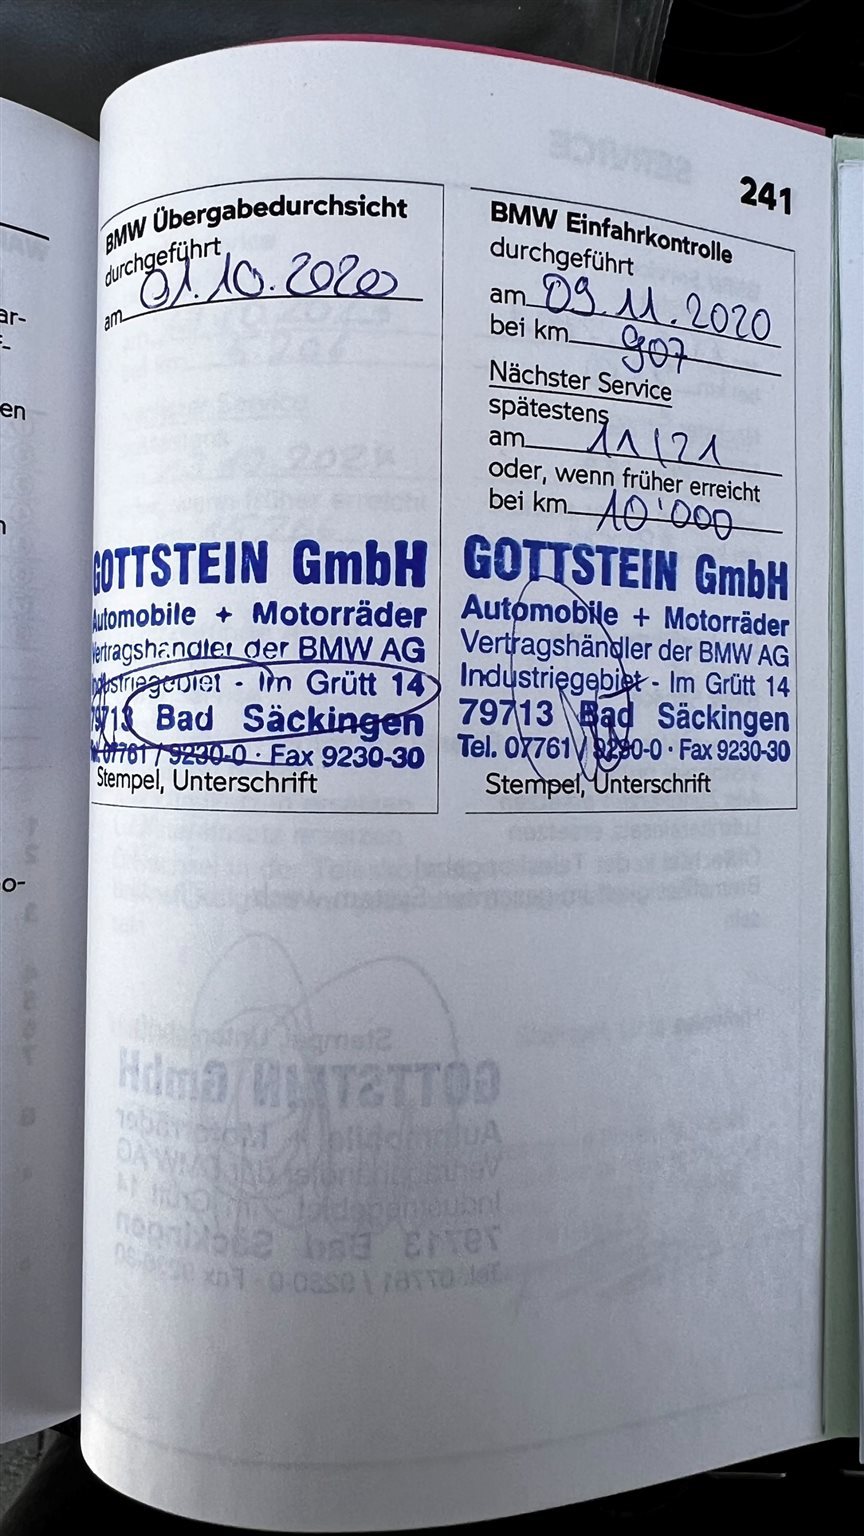 241
BMW Übergabedurchsicht
durchgeführt
am 01.10.2020
GOTTSTEIN GmbH
Automobile + Motorräder
Vertragshändler der BMW AG
Industriegebiet - Im Grütt 14
79713 Bad Säckingen
Tel. 07761 / 9230-0 · Fax 9230-30
Stempel, Unterschrift
BMW Einfahrkontrolle
durchgeführt
am 09.11.2020
bei km 907
Nächster Service
spätestens
am 11/21
oder, wenn früher erreicht
bei km 10'000
GOTTSTEIN GmbH
Automobile + Motorräder
Vertragshändler der BMW AG
Industriegebiet - Im Grütt 14
79713 Bad Säckingen
Tel. 07761 / 9230-0 · Fax 9230-30
Stempel, Unterschrift
ar-
en
o-